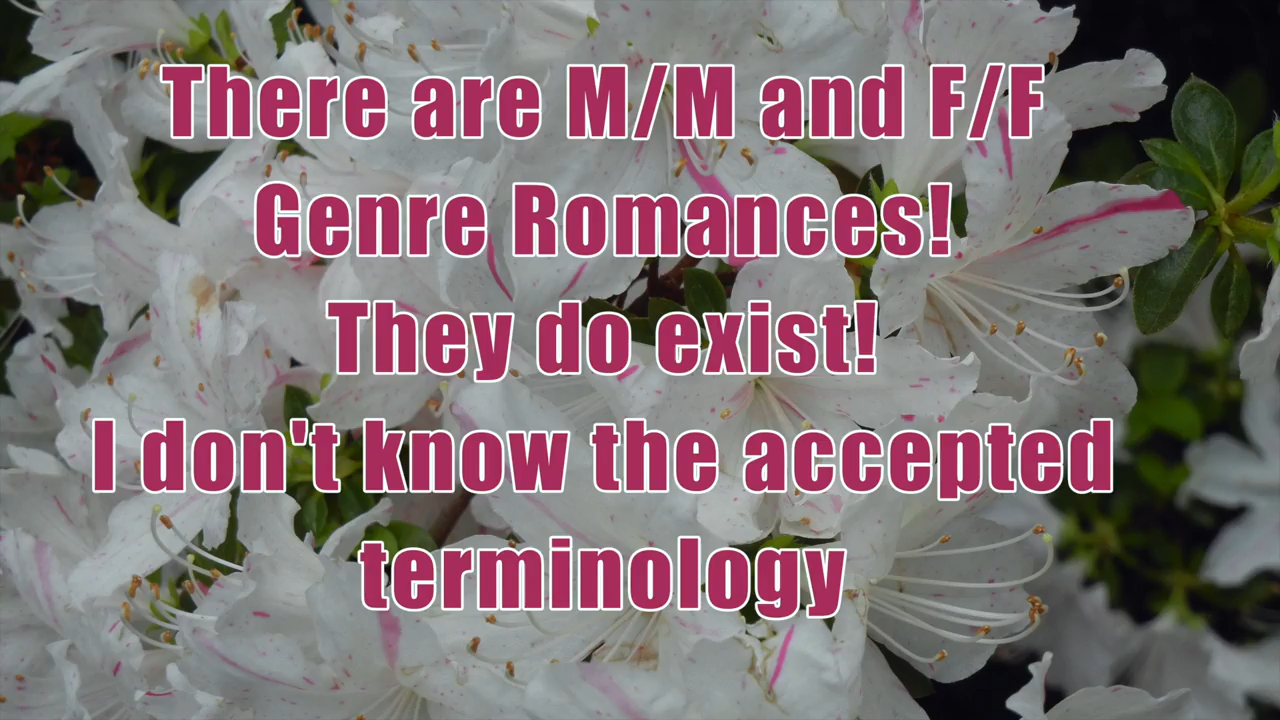 There are M/M and F/F
Genre Romances!
They do exist!
I don't know the accepted
terminology